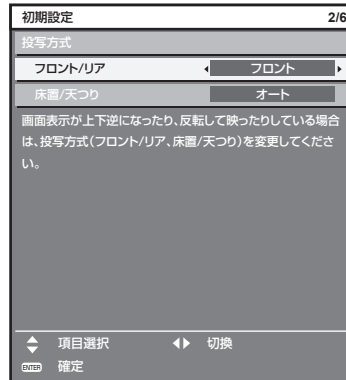 初期設定 2/6
投写方式
フロント/リア フロント
床置/天つり オート
画面表示が上下逆になったり、反転して映ったりしている場合
は、投写方式(フロント/リア、床置/天つり)を変更してくださ
い。
項目選択 切換
ENTER 確定